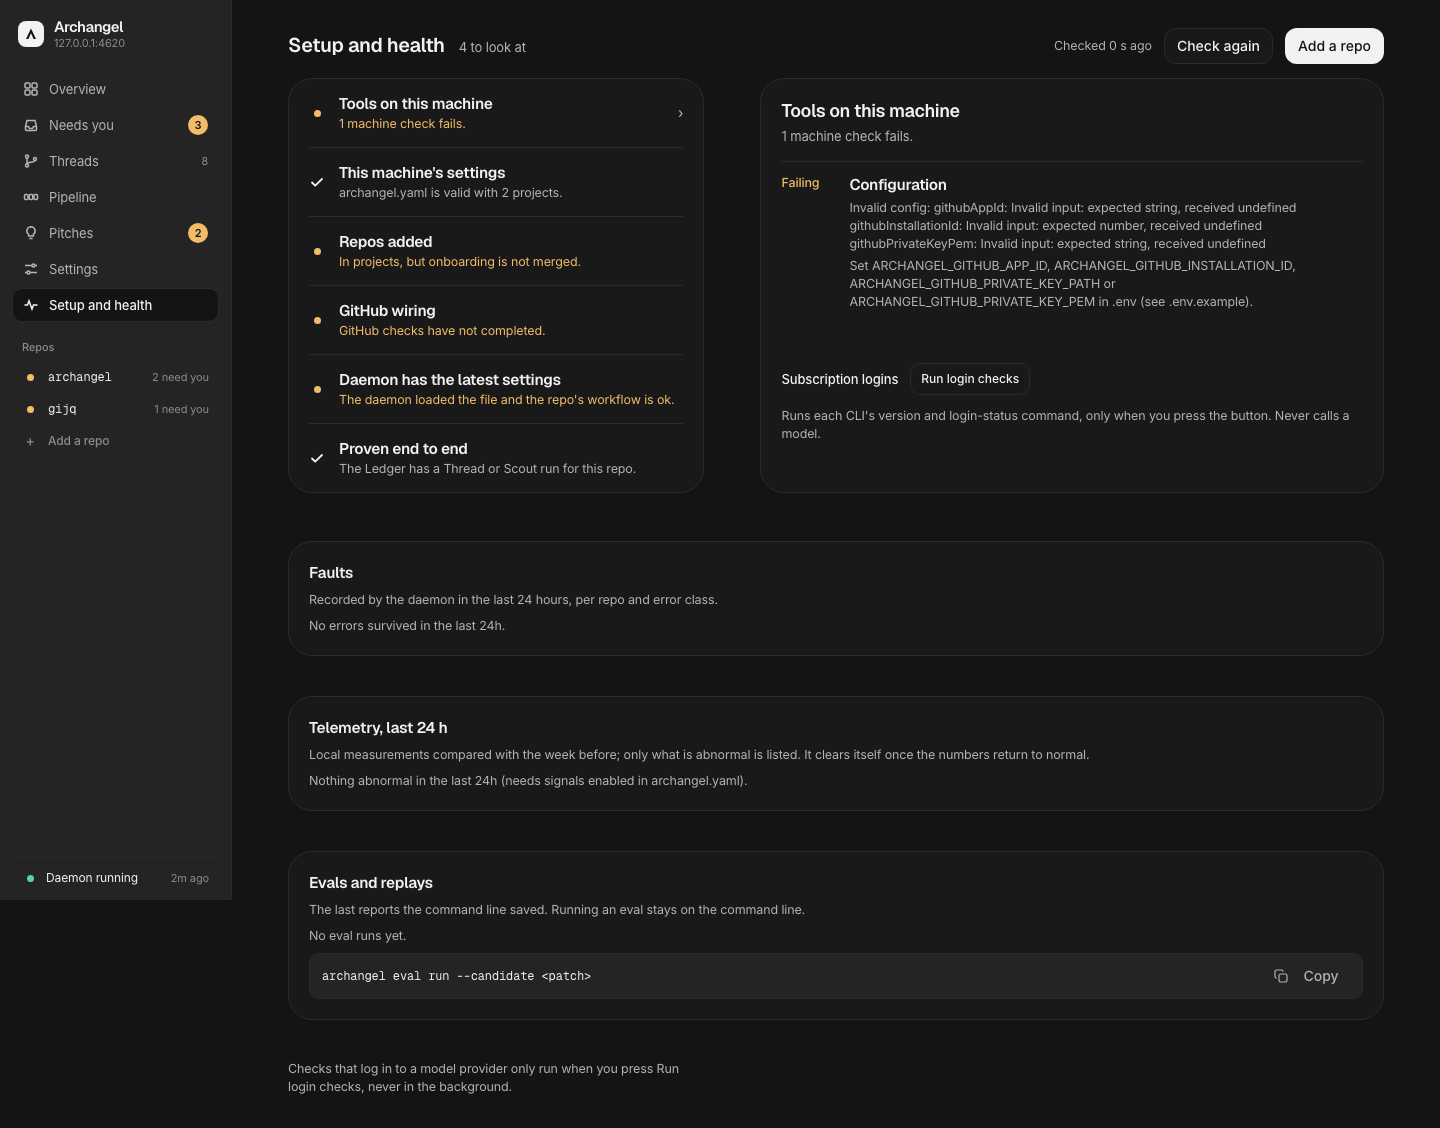 Archangel
127.0.0.1:4620
Overview
Needs you 3
Threads 8
Pipeline
Pitches 2
Settings
Setup and health
Repos
archangel 2 need you
gijq 1 need you
+ Add a repo
Daemon running 2m ago
Setup and health 4 to look at
Checked 0 s ago Check again Add a repo
Tools on this machine
1 machine check fails.
This machine's settings
archangel.yaml is valid with 2 projects.
Repos added
In projects, but onboarding is not merged.
GitHub wiring
GitHub checks have not completed.
Daemon has the latest settings
The daemon loaded the file and the repo's workflow is ok.
Proven end to end
The Ledger has a Thread or Scout run for this repo.
Tools on this machine
1 machine check fails.
Failing Configuration
Invalid config: githubAppId: Invalid input: expected string, received undefined
githubInstallationId: Invalid input: expected number, received undefined
githubPrivateKeyPem: Invalid input: expected string, received undefined
Set ARCHANGEL_GITHUB_APP_ID, ARCHANGEL_GITHUB_INSTALLATION_ID,
ARCHANGEL_GITHUB_PRIVATE_KEY_PATH or
ARCHANGEL_GITHUB_PRIVATE_KEY_PEM in .env (see .env.example).
Subscription logins Run login checks
Runs each CLI's version and login-status command, only when you press the button. Never calls a
model.
Faults
Recorded by the daemon in the last 24 hours, per repo and error class.
No errors survived in the last 24h.
Telemetry, last 24 h
Local measurements compared with the week before; only what is abnormal is listed. It clears itself once the numbers return to normal.
Nothing abnormal in the last 24h (needs signals enabled in archangel.yaml).
Evals and replays
The last reports the command line saved. Running an eval stays on the command line.
No eval runs yet.
archangel eval run --candidate <patch> Copy
Checks that log in to a model provider only run when you press Run
login checks, never in the background.